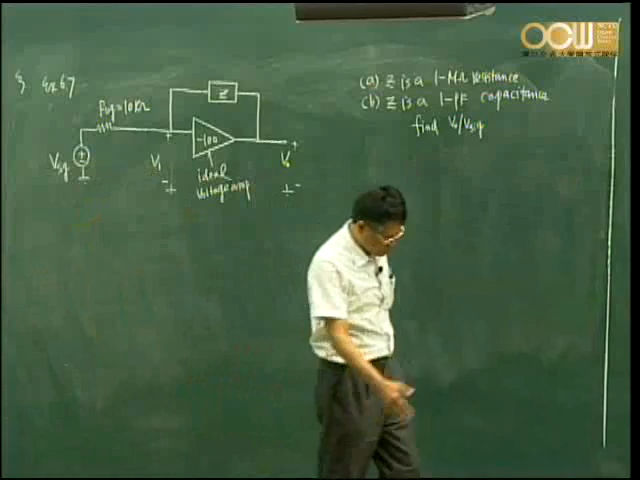 § Ex 6.7
Rsig=10kΩ
Z
-100
Vsig
V1
ideal
voltage amp
Vo
(a) Z is a 1-MΩ resistance
(b) Z is a 1-PF capacitance
find Vo/Vsig
OCW